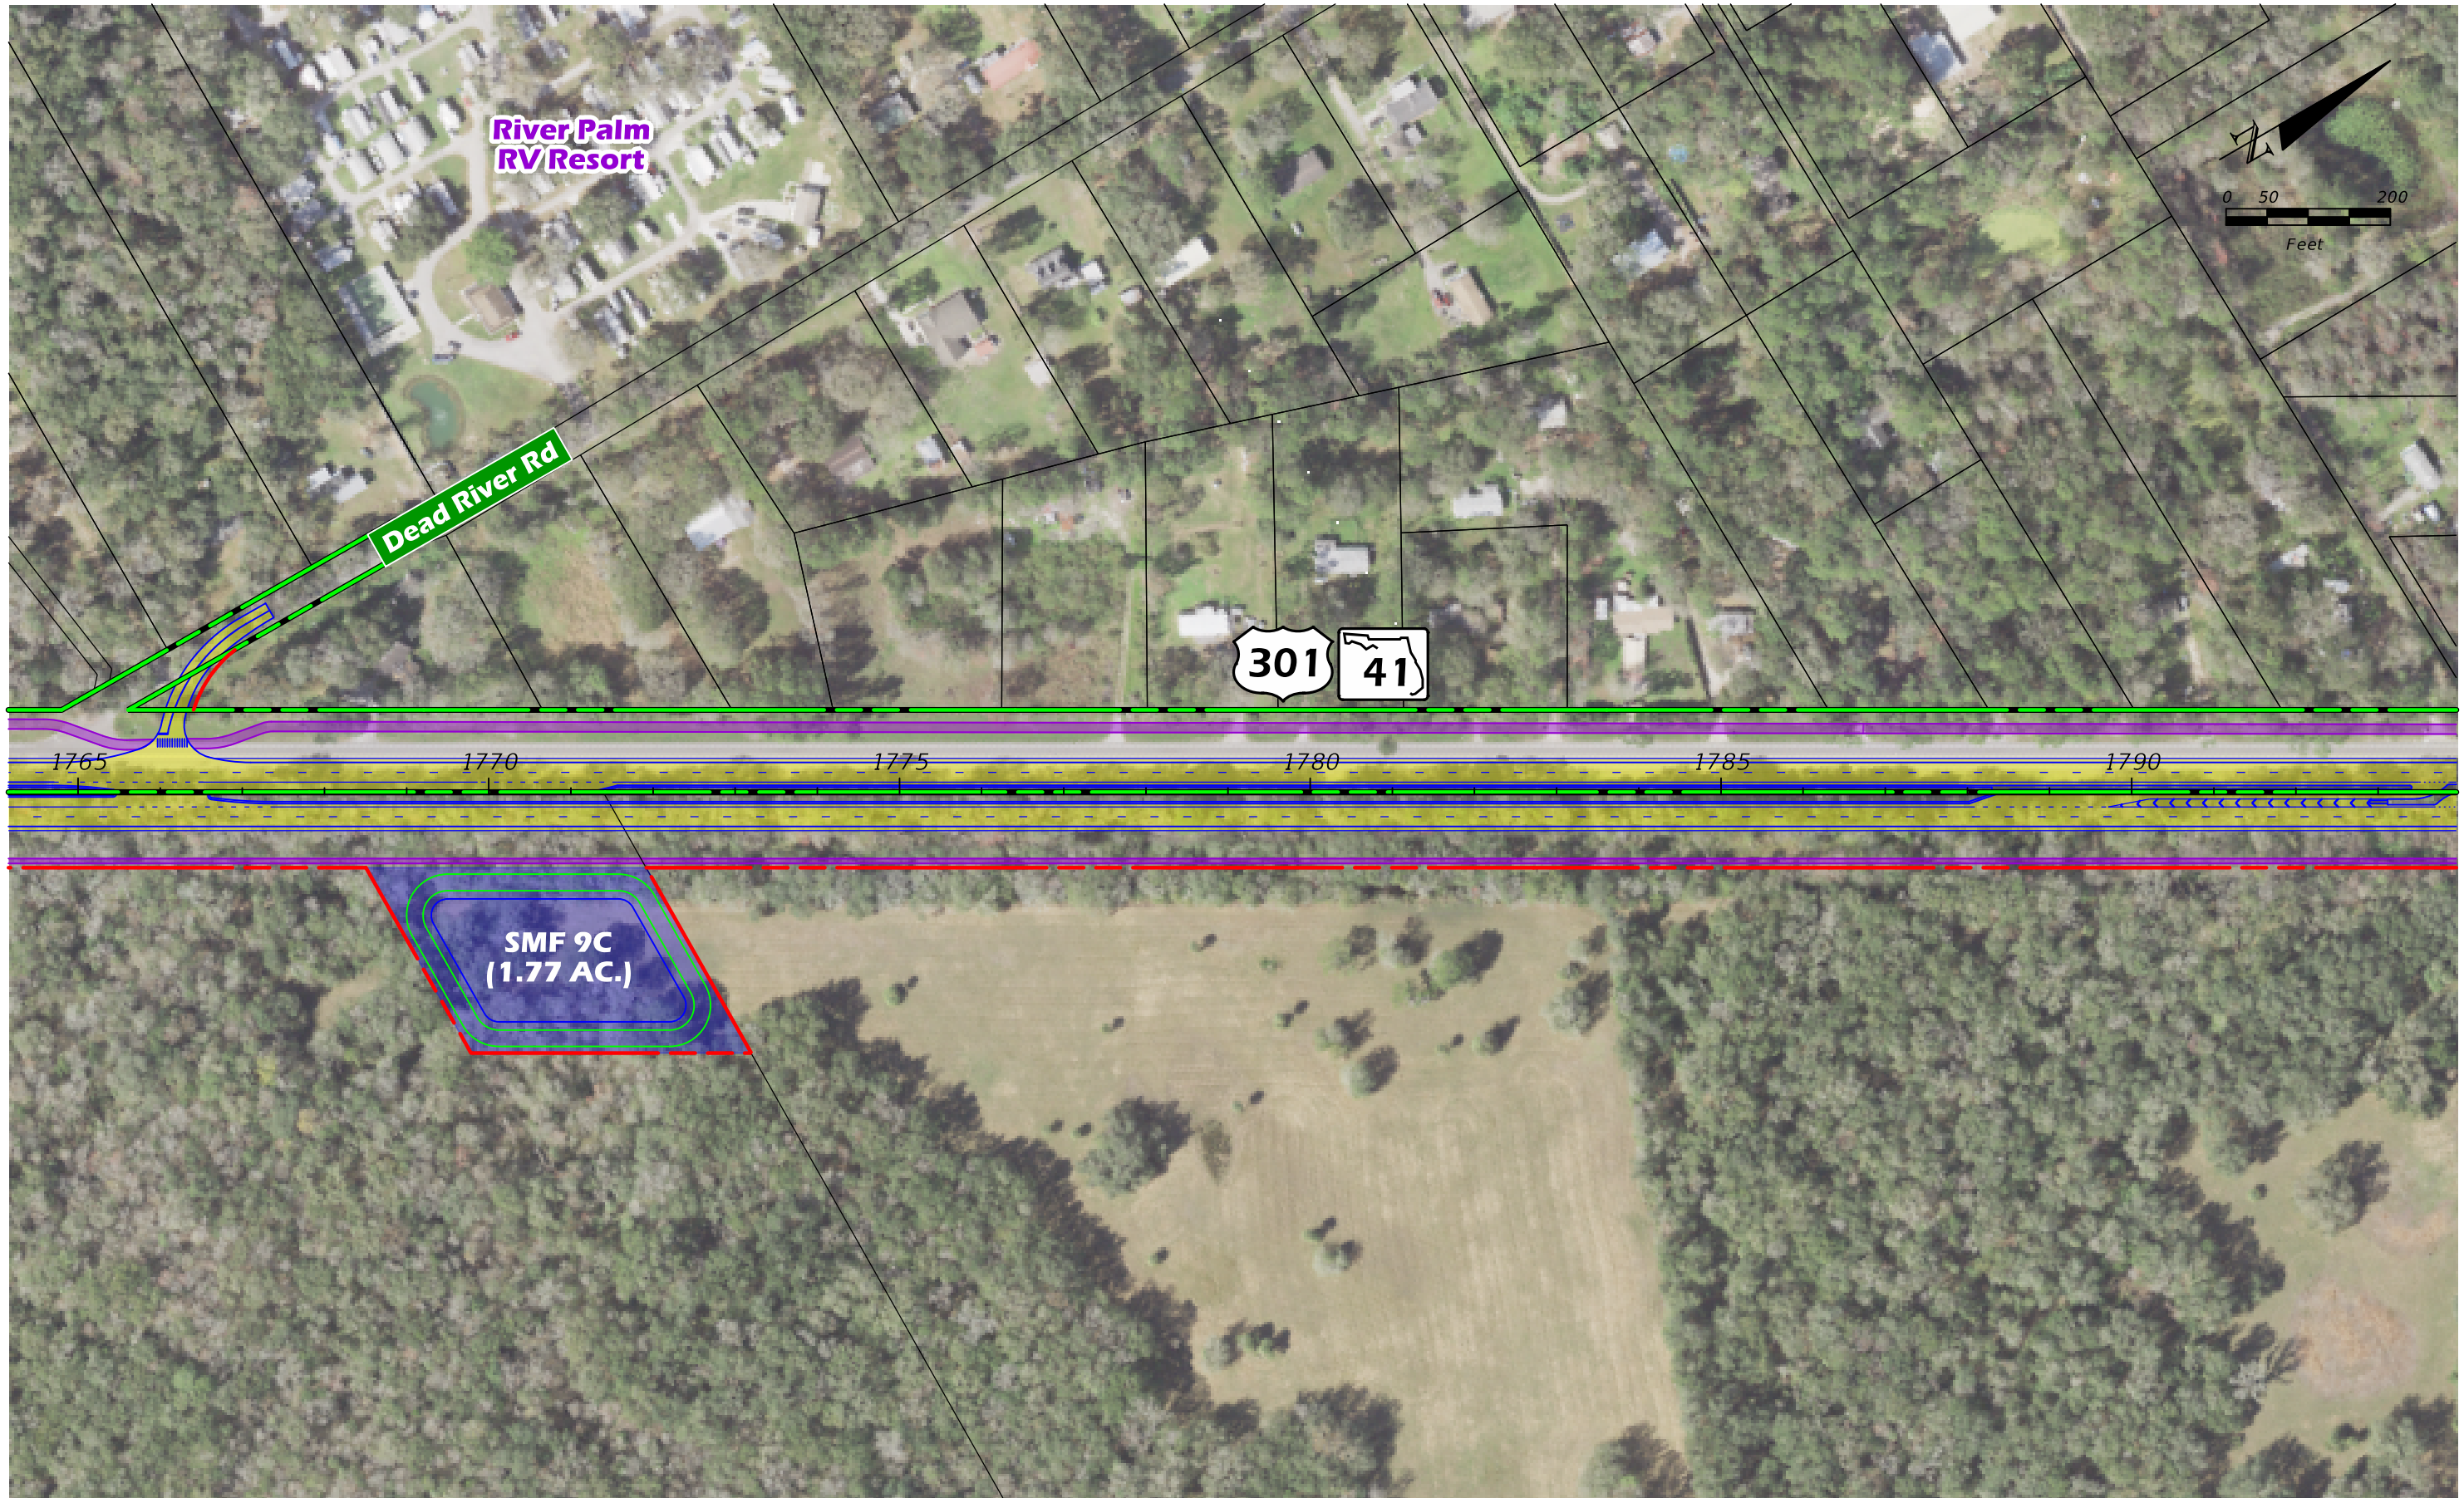 River Palm
RV Resort
N
0 50 200
Feet
Dead River Rd
301 41
1765 1770 1775 1780 1785 1790
SMF 9C
(1.77 AC.)